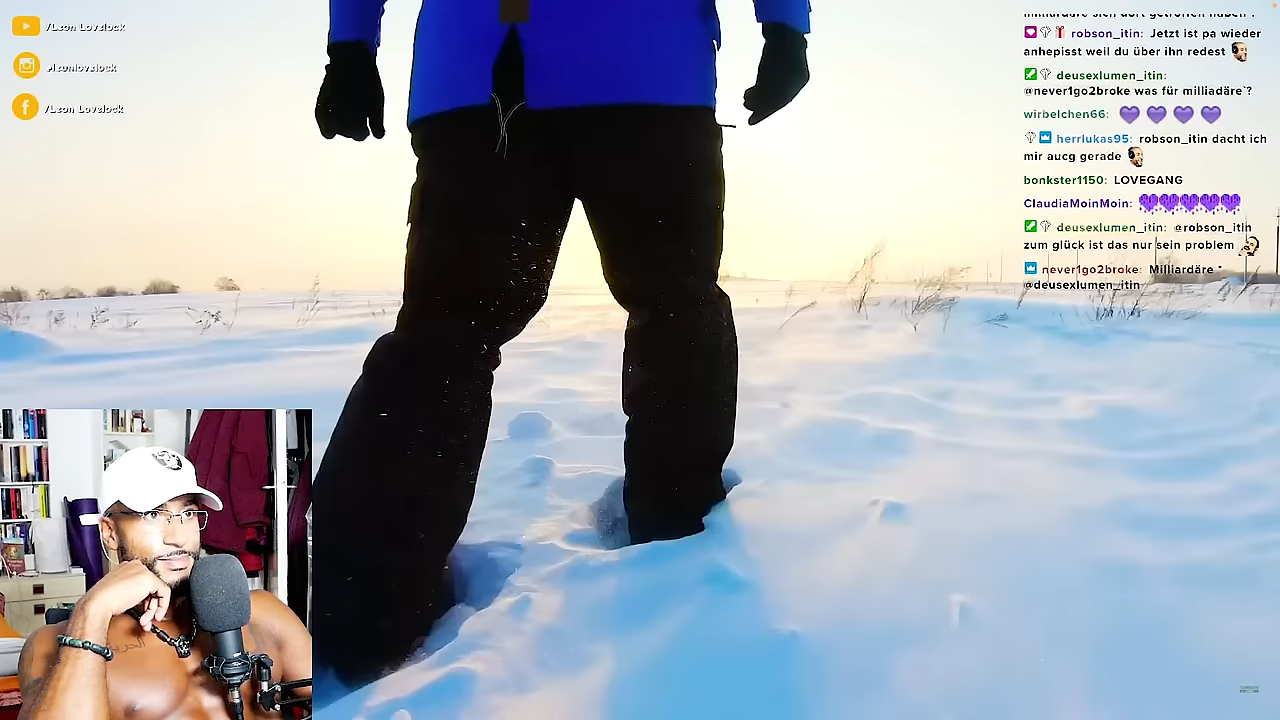 /Leon Lovelock
/leonlovelock
/Leon Lovelock
robson_itin: Jetzt ist pa wieder
anhepisst weil du über ihn redest
deusexlumen_itin:
@never1go2broke was für milliadäre`?
wirbelchen66:
herrlukas95: robson_itin dacht ich
mir aucg gerade
bonkster1150: LOVEGANG
ClaudiaMoinMoin:
deusexlumen_itin: @robson_itin
zum glück ist das nur sein problem
never1go2broke: Milliardäre *
@deusexlumen_itin